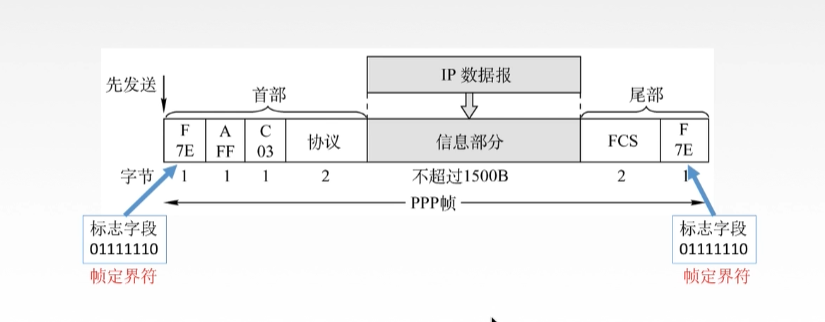 IP 数据报
先发送
首部
尾部
F
7E
A
FF
C
03
协议
信息部分
FCS
F
7E
字节
1
1
1
2
不超过1500B
2
1
PPP帧
标志字段
01111110
帧定界符
标志字段
01111110
帧定界符